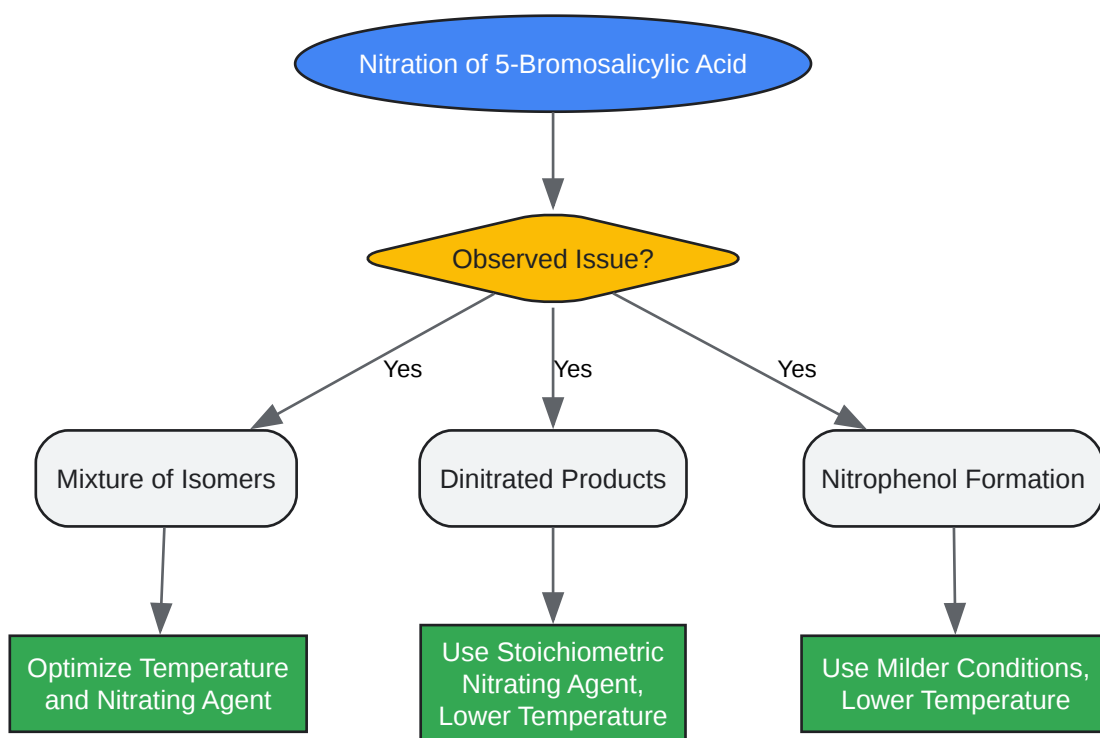 Nitration of 5-Bromosalicylic Acid
Observed Issue?
Yes
Yes
Yes
Mixture of Isomers
Dinitrated Products
Nitrophenol Formation
Optimize Temperature
and Nitrating Agent
Use Stoichiometric
Nitrating Agent,
Lower Temperature
Use Milder Conditions,
Lower Temperature